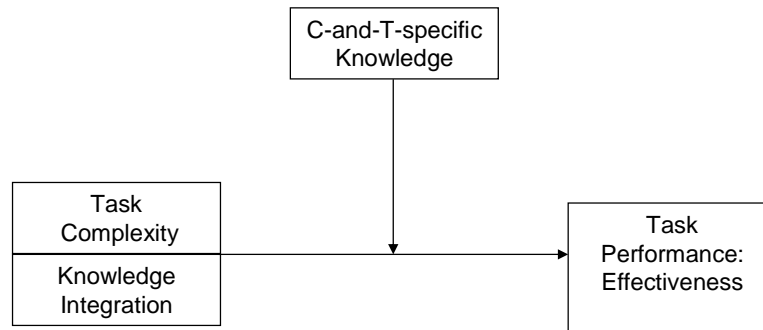 C-and-T-specific
Knowledge
Task
Complexity
Knowledge
Integration
Task
Performance:
Effectiveness